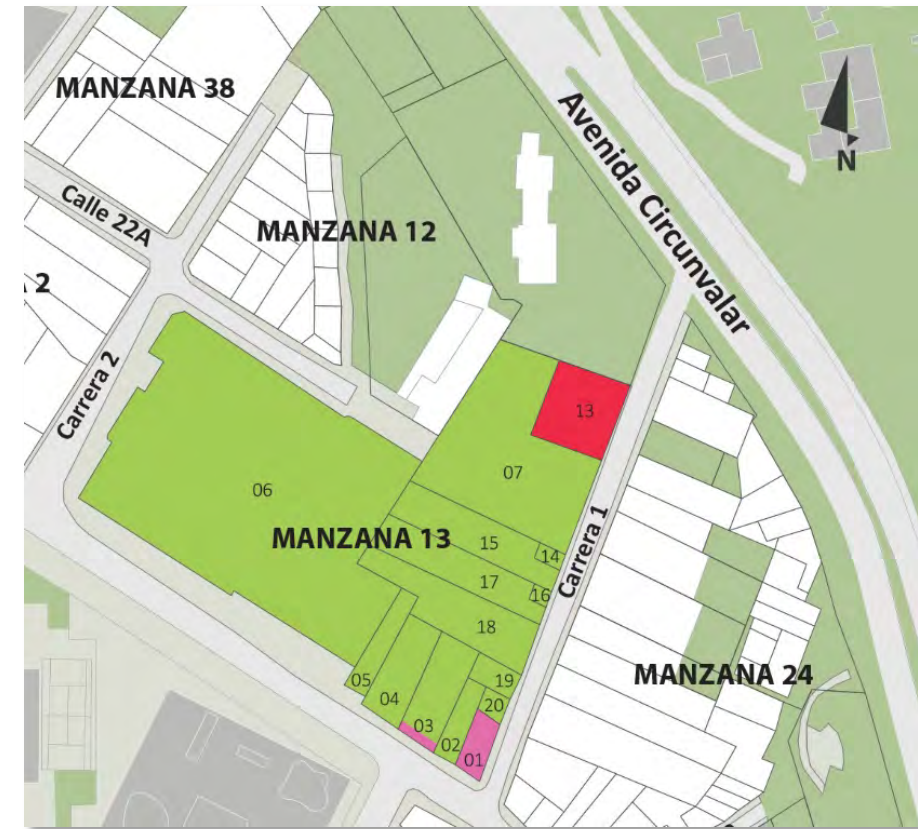 MANZANA 38
Avenida Circunvalar
N
Calle 22A
MANZANA 12
2
Carrera 2
13
07
06
MANZANA 13
15
14
Carrera 1
17
16
18
MANZANA 24
05
19
04
20
03
02
01